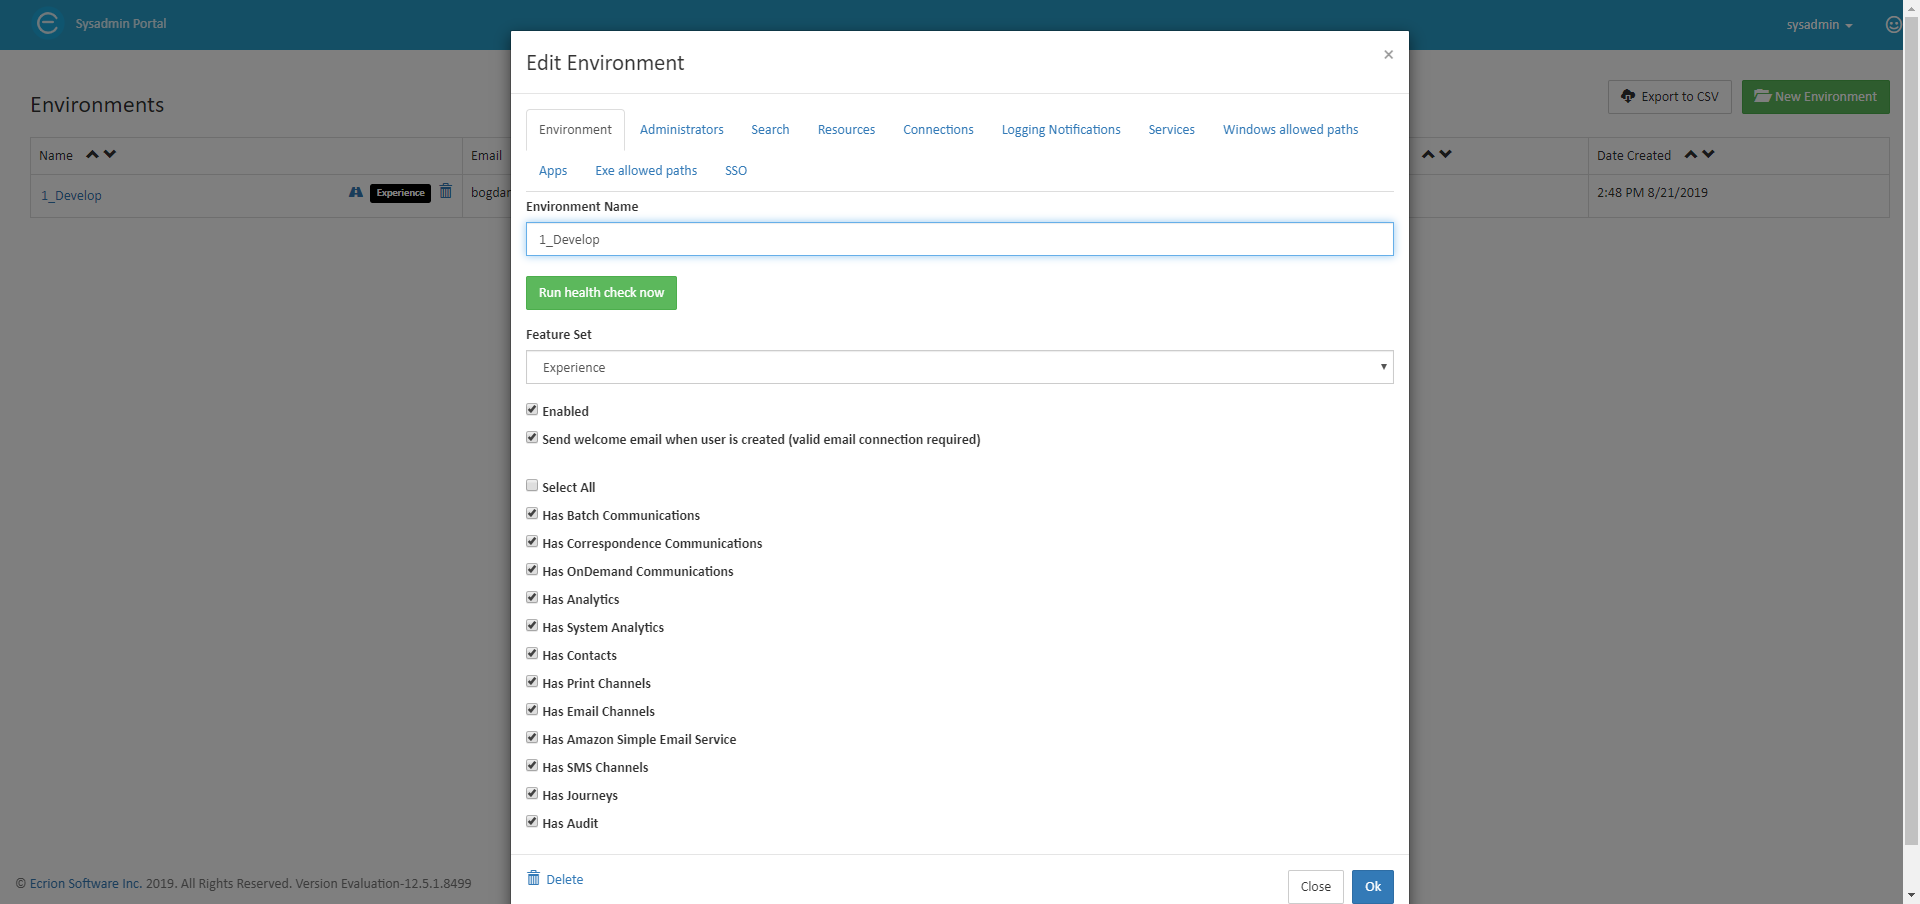 Sysadmin Portal
sysadmin
Environments
Export to CSV
New Environment
Name
Email
Date Created
1_Develop
Experience
bogdan
2:48 PM 8/21/2019
Edit Environment
×
Environment Administrators Search Resources Connections Logging Notifications Services Windows allowed paths
Apps Exe allowed paths SSO
Environment Name
1_Develop
Run health check now
Feature Set
Experience
Enabled
Send welcome email when user is created (valid email connection required)
Select All
Has Batch Communications
Has Correspondence Communications
Has OnDemand Communications
Has Analytics
Has System Analytics
Has Contacts
Has Print Channels
Has Email Channels
Has Amazon Simple Email Service
Has SMS Channels
Has Journeys
Has Audit
Delete
Close
Ok
© Ecrion Software Inc. 2019. All Rights Reserved. Version Evaluation-12.5.1.8499